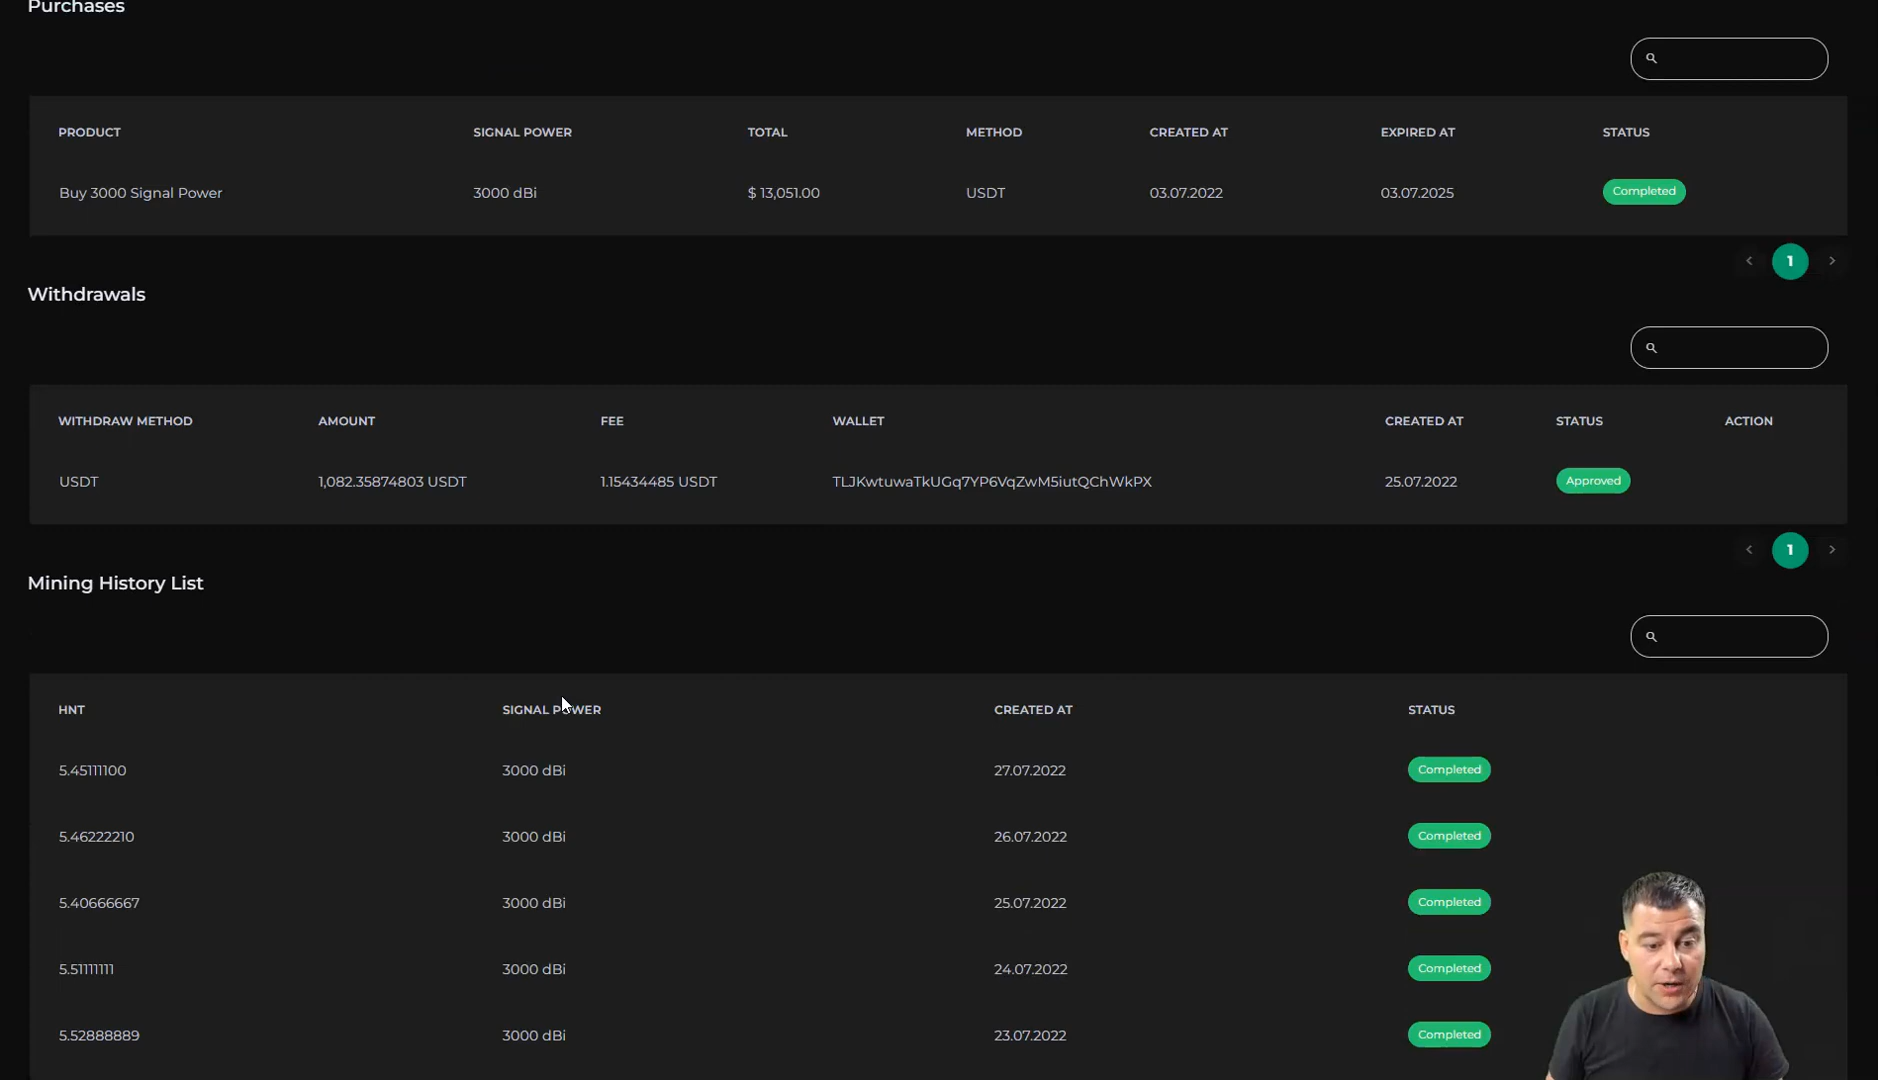 Purchases
PRODUCT SIGNAL POWER TOTAL METHOD CREATED AT EXPIRED AT STATUS
Buy 3000 Signal Power 3000 dBi $ 13,051.00 USDT 03.07.2022 03.07.2025 Completed
1
Withdrawals
WITHDRAW METHOD AMOUNT FEE WALLET CREATED AT STATUS ACTION
USDT 1,082.35874803 USDT 1.15434485 USDT TLJKwtuwaTkUGq7YP6VqZwM5iutQChWkPX 25.07.2022 Approved
1
Mining History List
HNT SIGNAL POWER CREATED AT STATUS
5.45111100 3000 dBi 27.07.2022 Completed
5.46222210 3000 dBi 26.07.2022 Completed
5.40666667 3000 dBi 25.07.2022 Completed
5.51111111 3000 dBi 24.07.2022 Completed
5.52888889 3000 dBi 23.07.2022 Completed